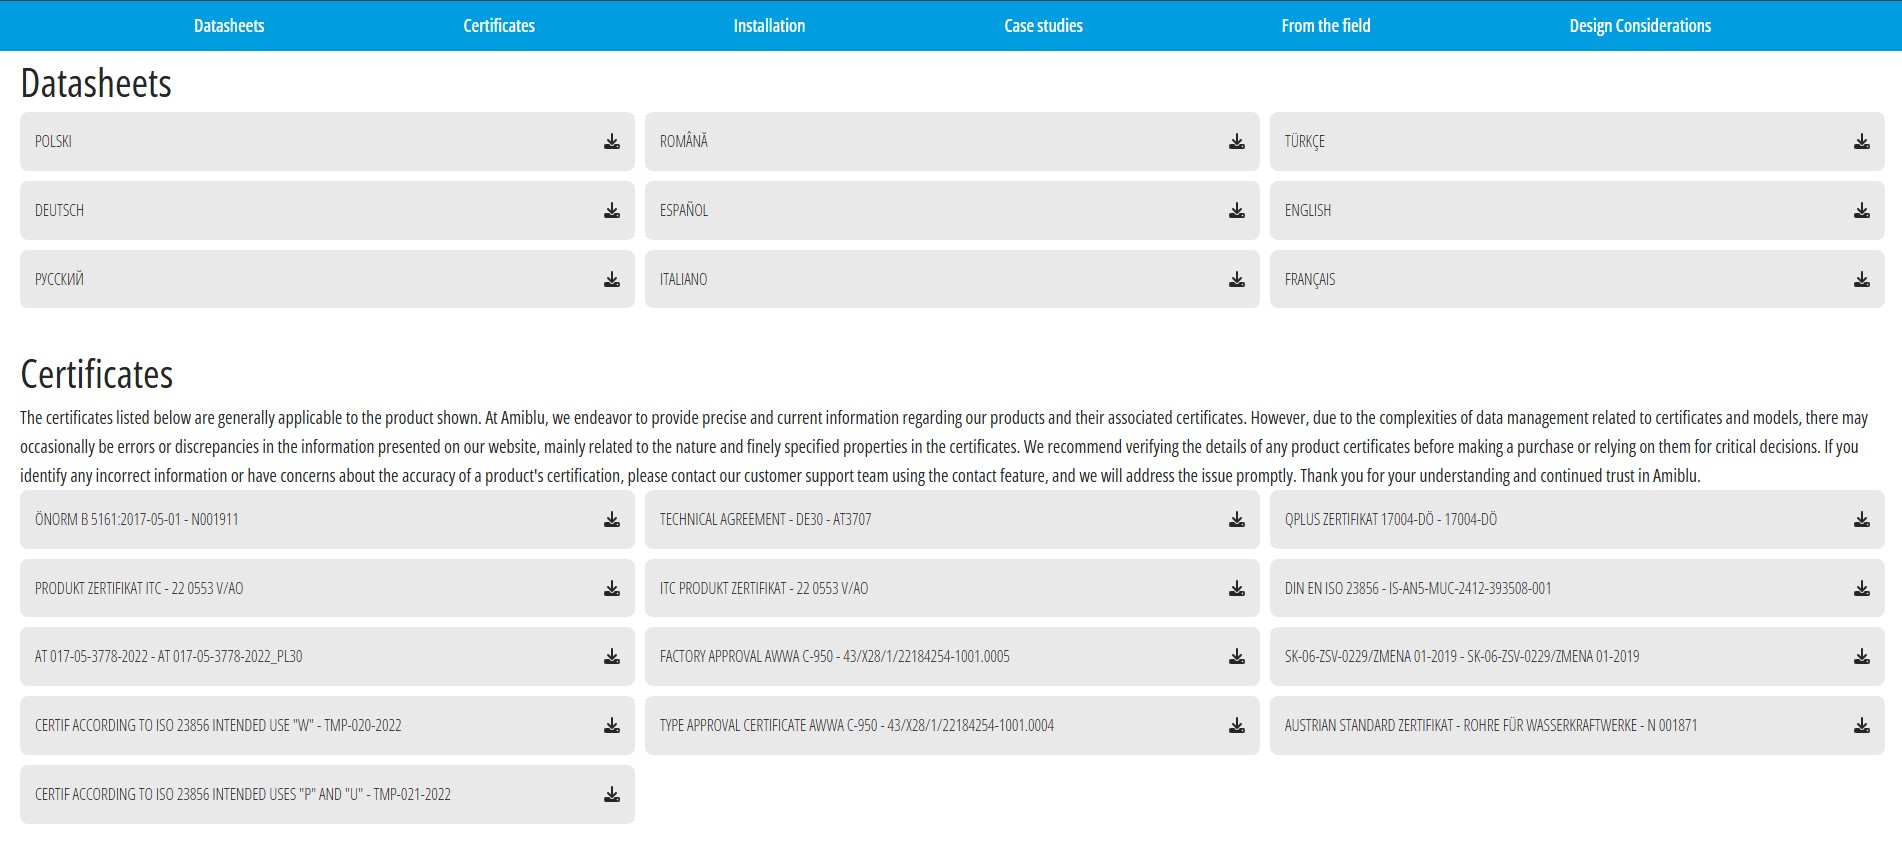 Datasheets Certificates Installation Case studies From the field Design Considerations
Datasheets
POLSKI
ROMÂNĂ
TÜRKÇE
DEUTSCH
ESPAÑOL
ENGLISH
РУССКИЙ
ITALIANO
FRANÇAIS
Certificates
The certificates listed below are generally applicable to the product shown. At Amiblu, we endeavor to provide precise and current information regarding our products and their associated certificates. However, due to the complexities of data management related to certificates and models, there may
occasionally be errors or discrepancies in the information presented on our website, mainly related to the nature and finely specified properties in the certificates. We recommend verifying the details of any product certificates before making a purchase or relying on them for critical decisions. If you
identify any incorrect information or have concerns about the accuracy of a product's certification, please contact our customer support team using the contact feature, and we will address the issue promptly. Thank you for your understanding and continued trust in Amiblu.
ÖNORM B 5161:2017-05-01 - N001911
TECHNICAL AGREEMENT - DE30 - AT3707
QPLUS ZERTIFIKAT 17004-DÖ - 17004-DÖ
PRODUKT ZERTIFIKAT ITC - 22 0553 V/AO
ITC PRODUKT ZERTIFIKAT - 22 0553 V/AO
DIN EN ISO 23856 - IS-AN5-MUC-2412-393508-001
AT 017-05-3778-2022 - AT 017-05-3778-2022_PL30
FACTORY APPROVAL AWWA C-950 - 43/X28/1/22184254-1001.0005
SK-06-ZSV-0229/ZMENA 01-2019 - SK-06-ZSV-0229/ZMENA 01-2019
CERTIF ACCORDING TO ISO 23856 INTENDED USE "W" - TMP-020-2022
TYPE APPROVAL CERTIFICATE AWWA C-950 - 43/X28/1/22184254-1001.0004
AUSTRIAN STANDARD ZERTIFIKAT - ROHRE FÜR WASSERKRAFTWERKE - N 001871
CERTIF ACCORDING TO ISO 23856 INTENDED USES "P" AND "U" - TMP-021-2022